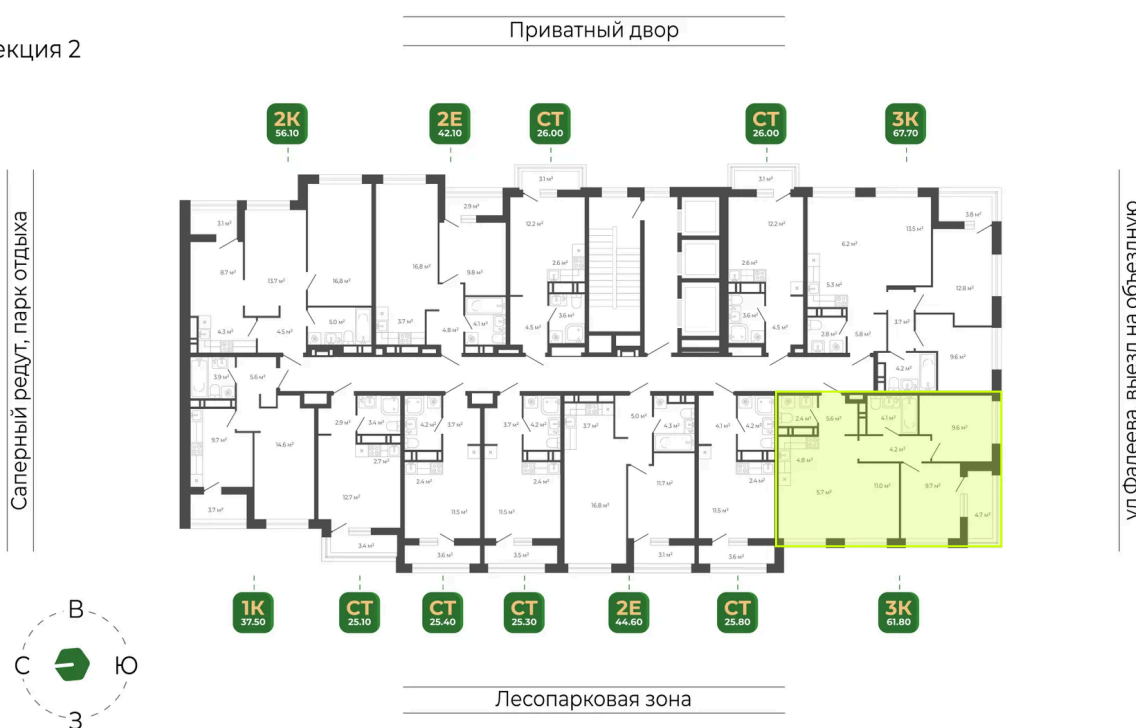 Приватный двор
екция 2
2К
56.10
2Е
42.10
СТ
26.00
СТ
26.00
3К
67.70
3.1 м²
8.7 м²
13.7 м²
16.8 м²
4.3 м²
4.5 м²
5.0 м²
16.8 м²
2.9 м²
9.8 м²
3.7 м²
4.8 м²
4.1 м²
3.1 м²
12.2 м²
2.6 м²
3.6 м²
4.5 м²
3.1 м²
12.2 м²
2.6 м²
3.6 м²
4.5 м²
6.2 м²
13.5 м²
3.8 м²
5.3 м²
12.8 м²
2.8 м²
5.8 м²
3.7 м²
4.2 м²
9.6 м²
3.9 м²
5.6 м²
9.7 м²
14.6 м²
3.7 м²
2.9 м²
3.4 м²
2.7 м²
12.7 м²
3.4 м²
4.2 м²
3.7 м²
2.4 м²
11.5 м²
3.6 м²
3.7 м²
4.2 м²
2.4 м²
11.5 м²
3.5 м²
3.7 м²
5.0 м²
4.3 м²
11.7 м²
16.8 м²
3.1 м²
4.1 м²
4.2 м²
2.4 м²
11.5 м²
3.6 м²
2.4 м²
5.6 м²
4.1 м²
9.6 м²
4.8 м²
4.2 м²
5.7 м²
11.0 м²
9.7 м²
4.7 м²
1К
37.50
СТ
25.10
СТ
25.40
СТ
25.30
2Е
44.60
СТ
25.80
3К
61.80
Саперный редут, парк отдыха
ул.Фадеева, выезд на объездную
В
С
Ю
З
Лесопарковая зона